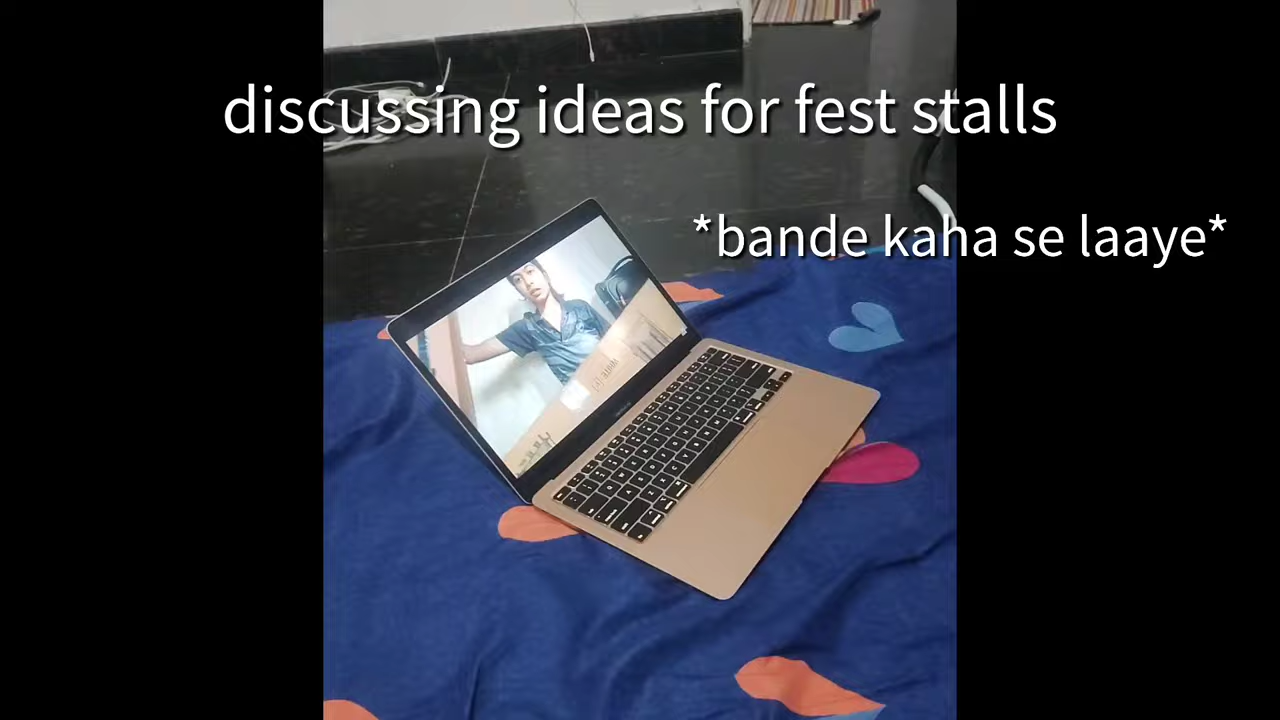 discussing ideas for fest stalls
*bande kaha se laaye*